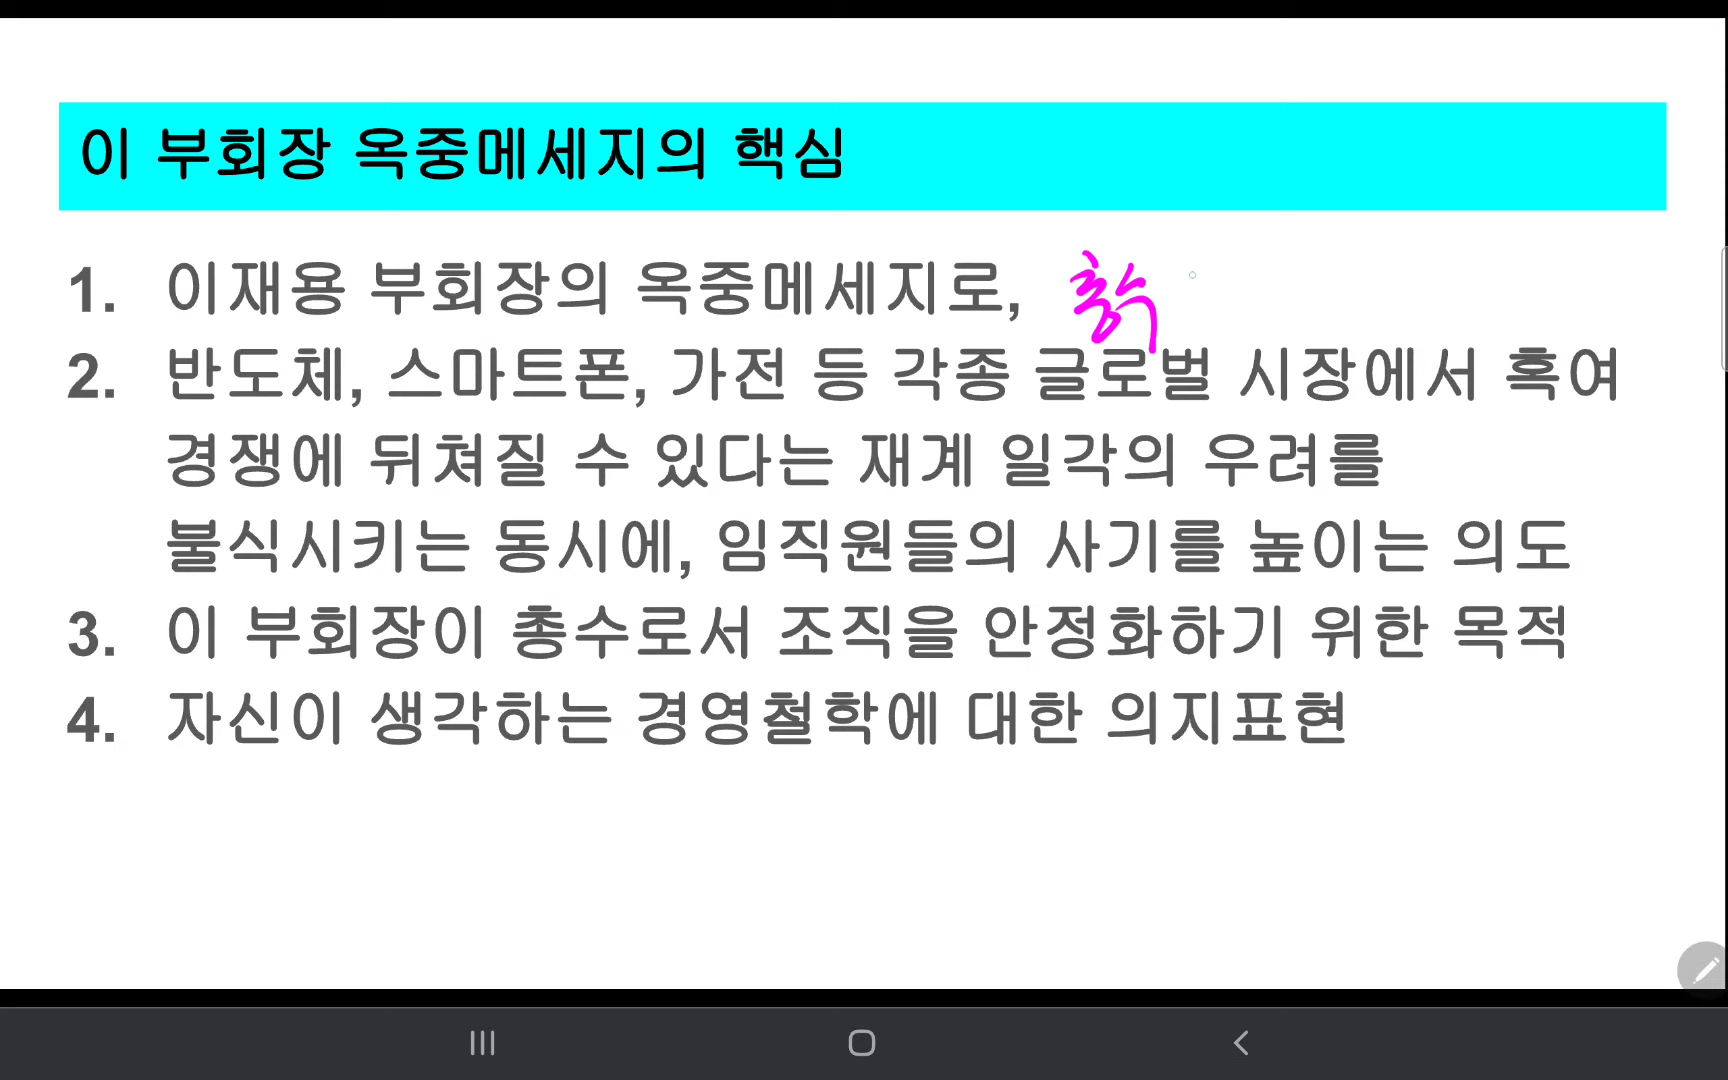 이 부회장 옥중메세지의 핵심
1. 이재용 부회장의 옥중메세지로, 총수
2. 반도체, 스마트폰, 가전 등 각종 글로벌 시장에서 혹여
경쟁에 뒤쳐질 수 있다는 재계 일각의 우려를
불식시키는 동시에, 임직원들의 사기를 높이는 의도
3. 이 부회장이 총수로서 조직을 안정화하기 위한 목적
4. 자신이 생각하는 경영철학에 대한 의지표현